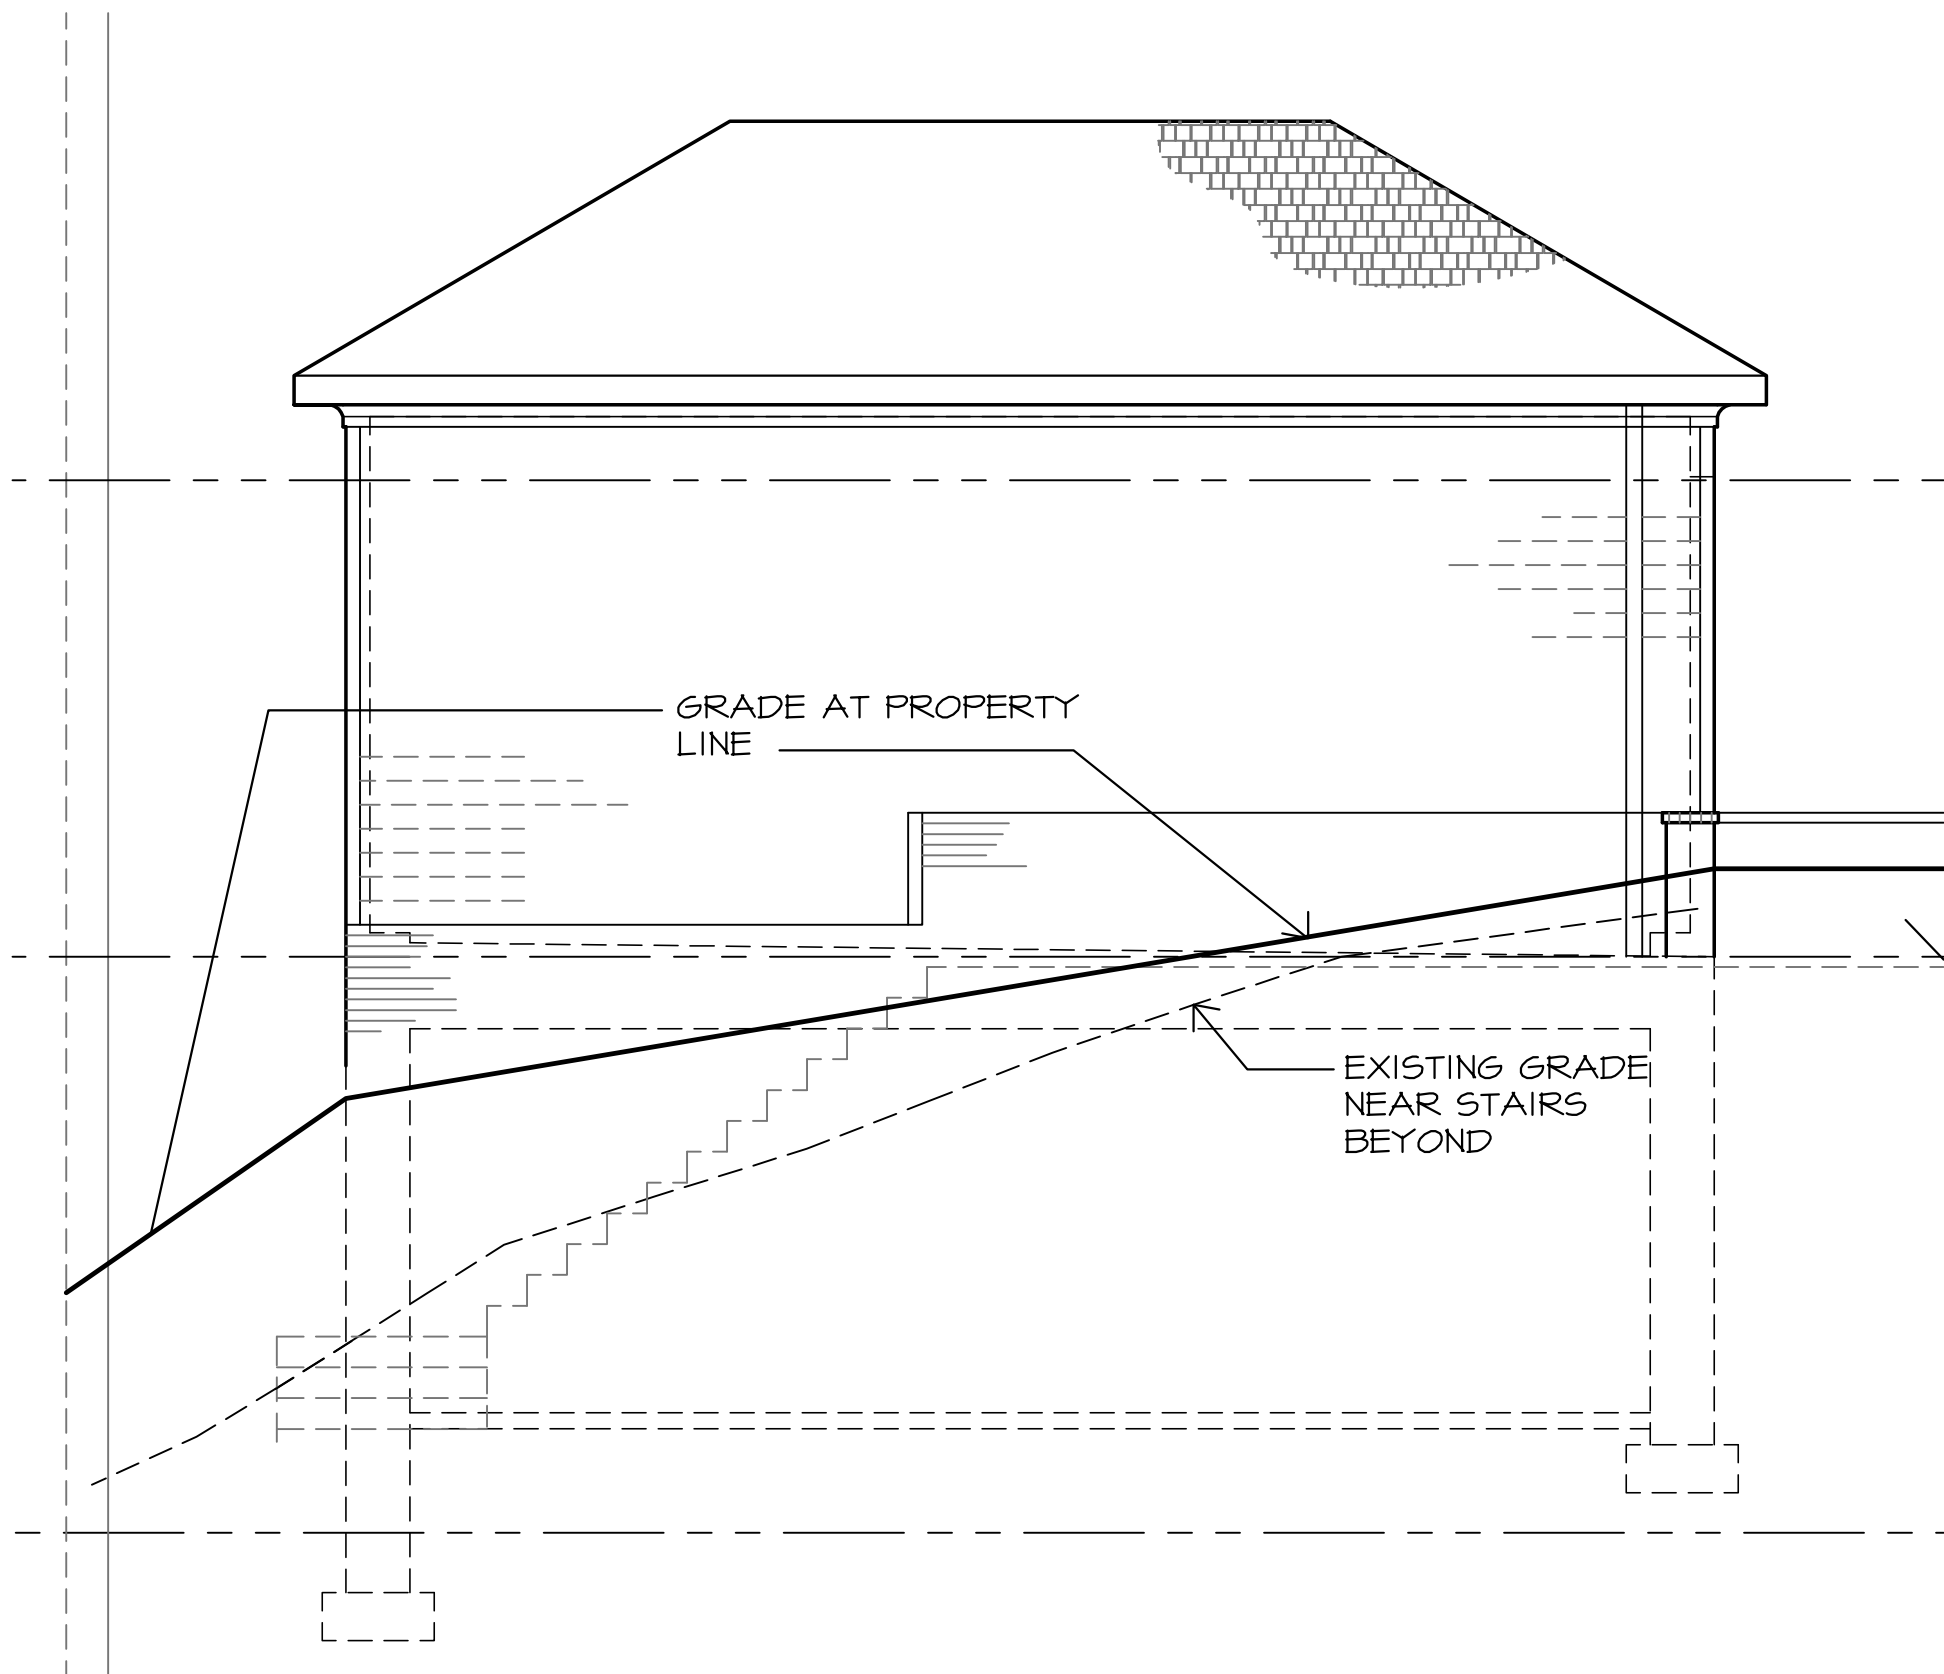 GRADE AT PROPERTY
LINE
EXISTING GRADE
NEAR STAIRS
BEYOND